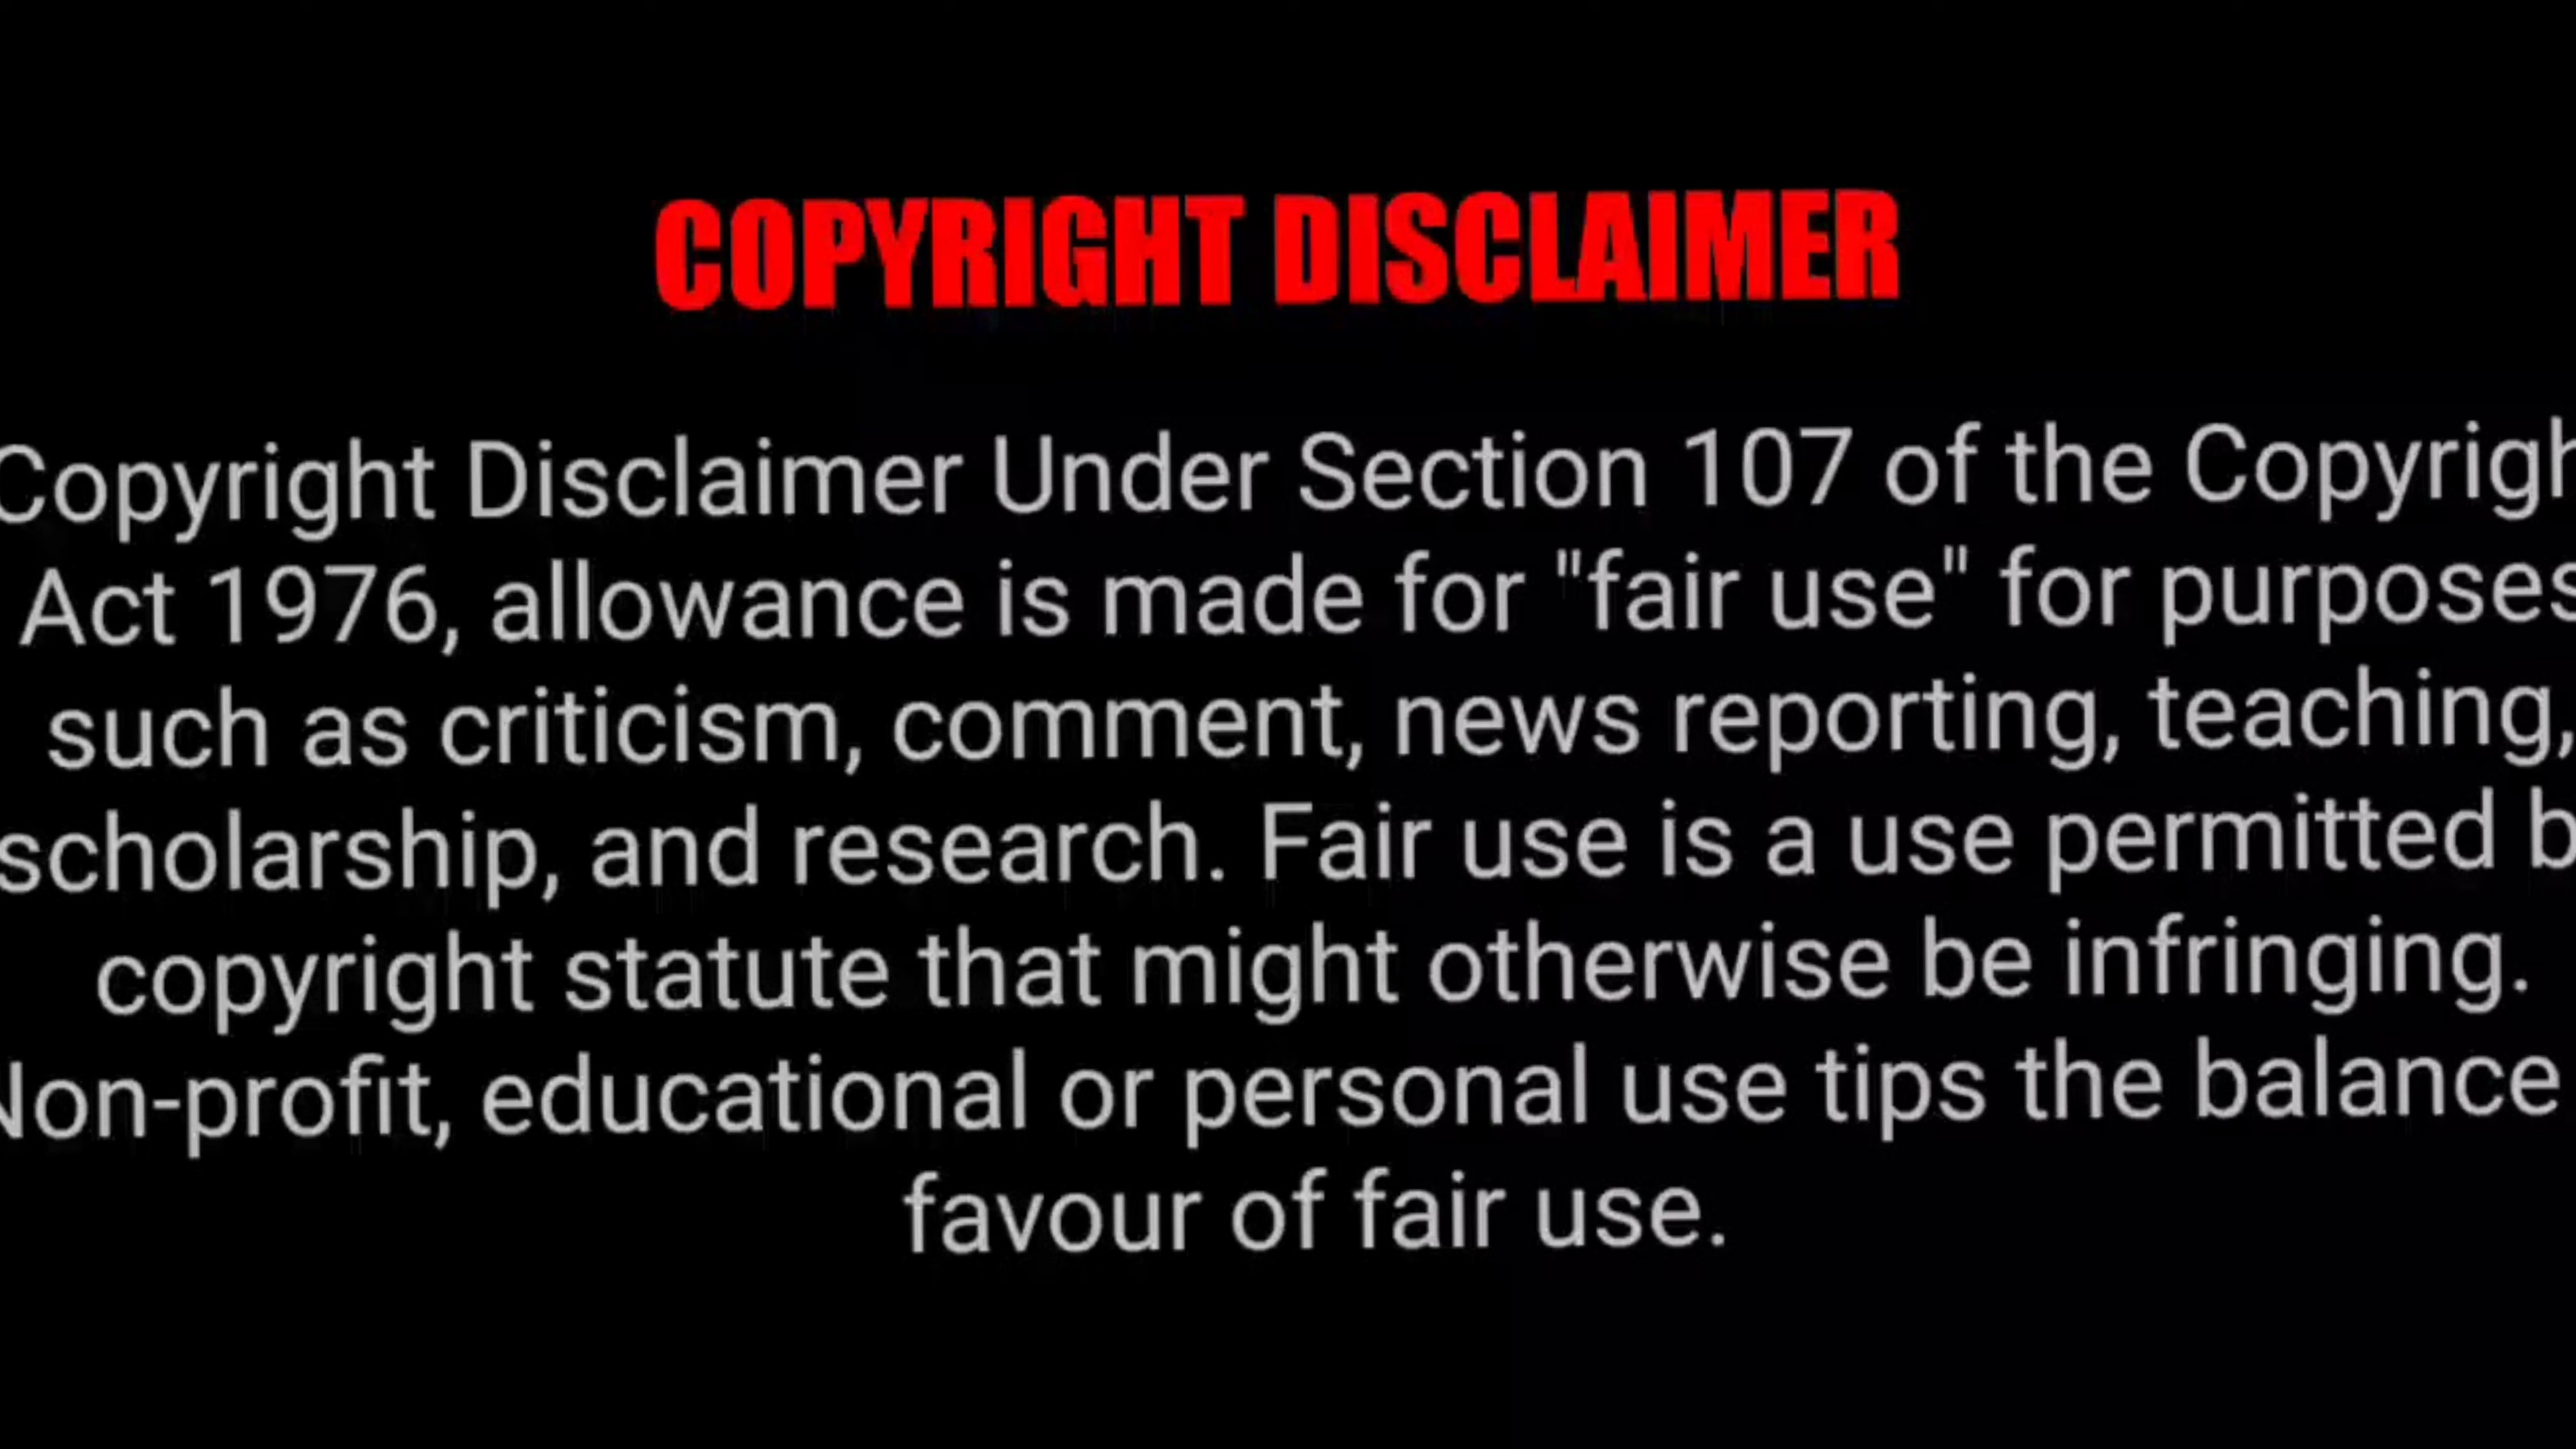 COPYRIGHT DISCLAIMER
Copyright Disclaimer Under Section 107 of the Copyrigh
Act 1976, allowance is made for "fair use" for purposes
such as criticism, comment, news reporting, teaching,
scholarship, and research. Fair use is a use permitted b
copyright statute that might otherwise be infringing.
Non-profit, educational or personal use tips the balance
favour of fair use.